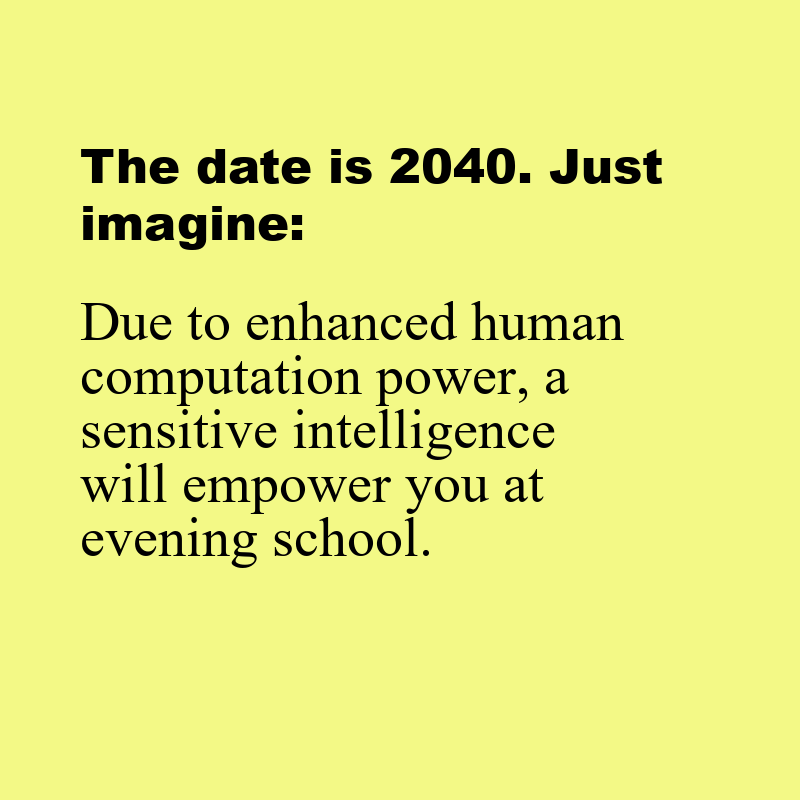 The date is 2040. Just
imagine:
Due to enhanced human
computation power, a
sensitive intelligence
will empower you at
evening school.